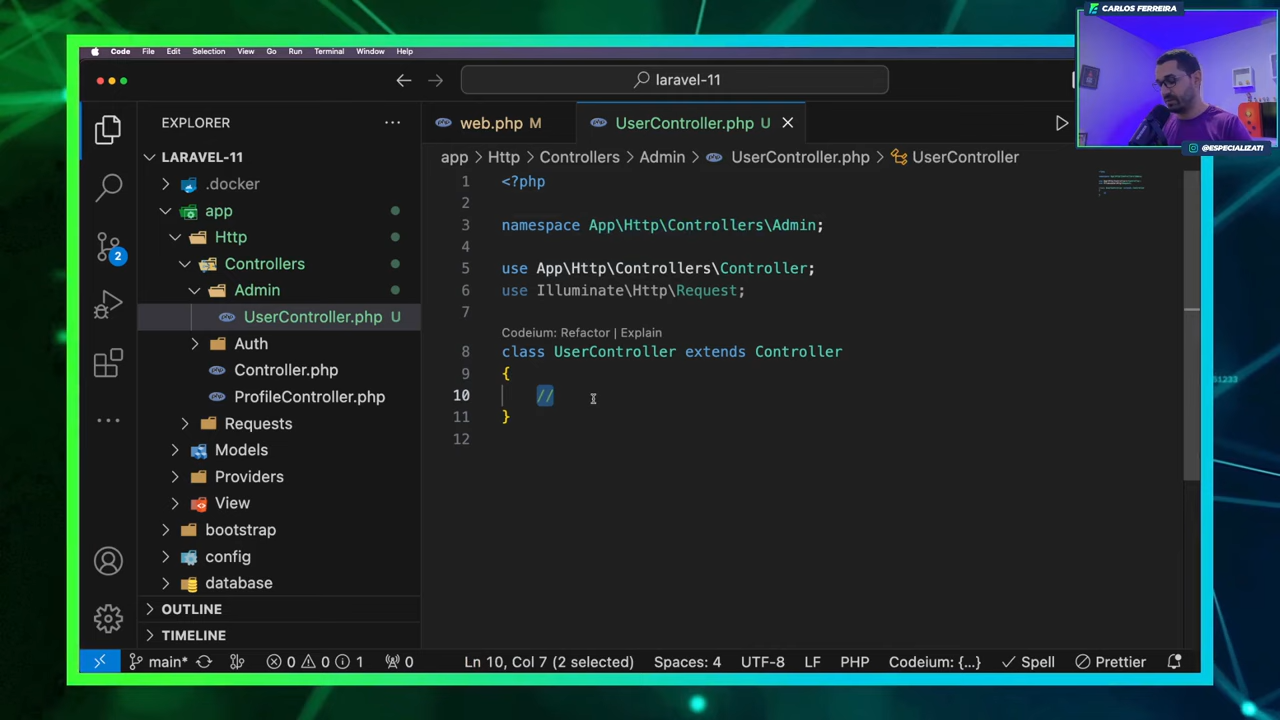 CARLOS FERREIRA
@ESPECIALIZATI
Code File Edit Selection View Go Run Terminal Window Help
laravel-11
EXPLORER
web.php M
UserController.php U
LARAVEL-11
app > Http > Controllers > Admin > UserController.php > UserController
.docker
app
Http
Controllers
Admin
UserController.php U
Auth
Controller.php
ProfileController.php
Requests
Models
Providers
View
bootstrap
config
database
OUTLINE
TIMELINE
2
1 <?php
2
3 namespace App\Http\Controllers\Admin;
4
5 use App\Http\Controllers\Controller;
6 use Illuminate\Http\Request;
7
Codeium: Refactor | Explain
8 class UserController extends Controller
9 {
10 //
11 }
12
main* 0 0 1 0 Ln 10, Col 7 (2 selected) Spaces: 4 UTF-8 LF PHP Codeium: {...} Spell Prettier